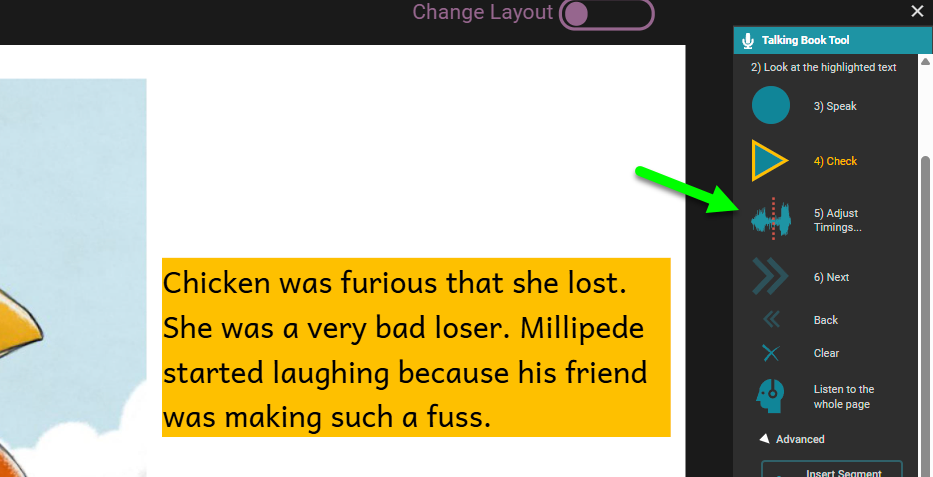 Change Layout
Talking Book Tool
2) Look at the highlighted text
3) Speak
4) Check
5) Adjust
Timings...
6) Next
Back
Clear
Listen to the
whole page
Advanced
Insert Segment
Chicken was furious that she lost.
She was a very bad loser. Millipede
started laughing because his friend
was making such a fuss.